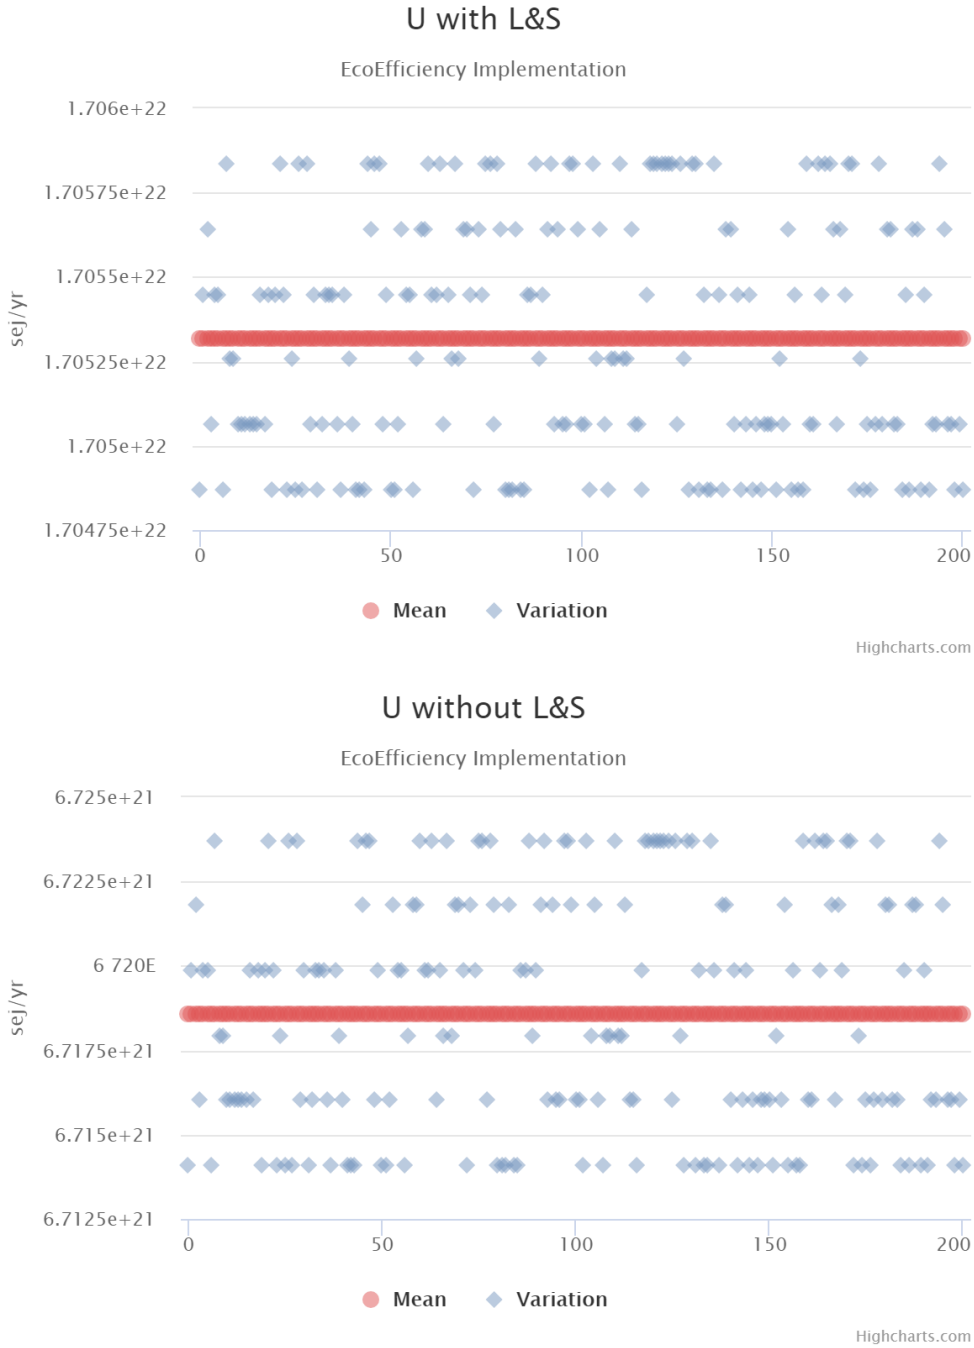 U with L&S
EcoEfficiency Implementation
1.706e+22
1.70575e+22
1.7055e+22
1.70525e+22
1.705e+22
1.70475e+22
sej/yr
0 50 100 150 200
Mean Variation
Highcharts.com
U without L&S
EcoEfficiency Implementation
6.725e+21
6.7225e+21
6 720E
6.7175e+21
6.715e+21
6.7125e+21
sej/yr
0 50 100 150 200
Mean Variation
Highcharts.com